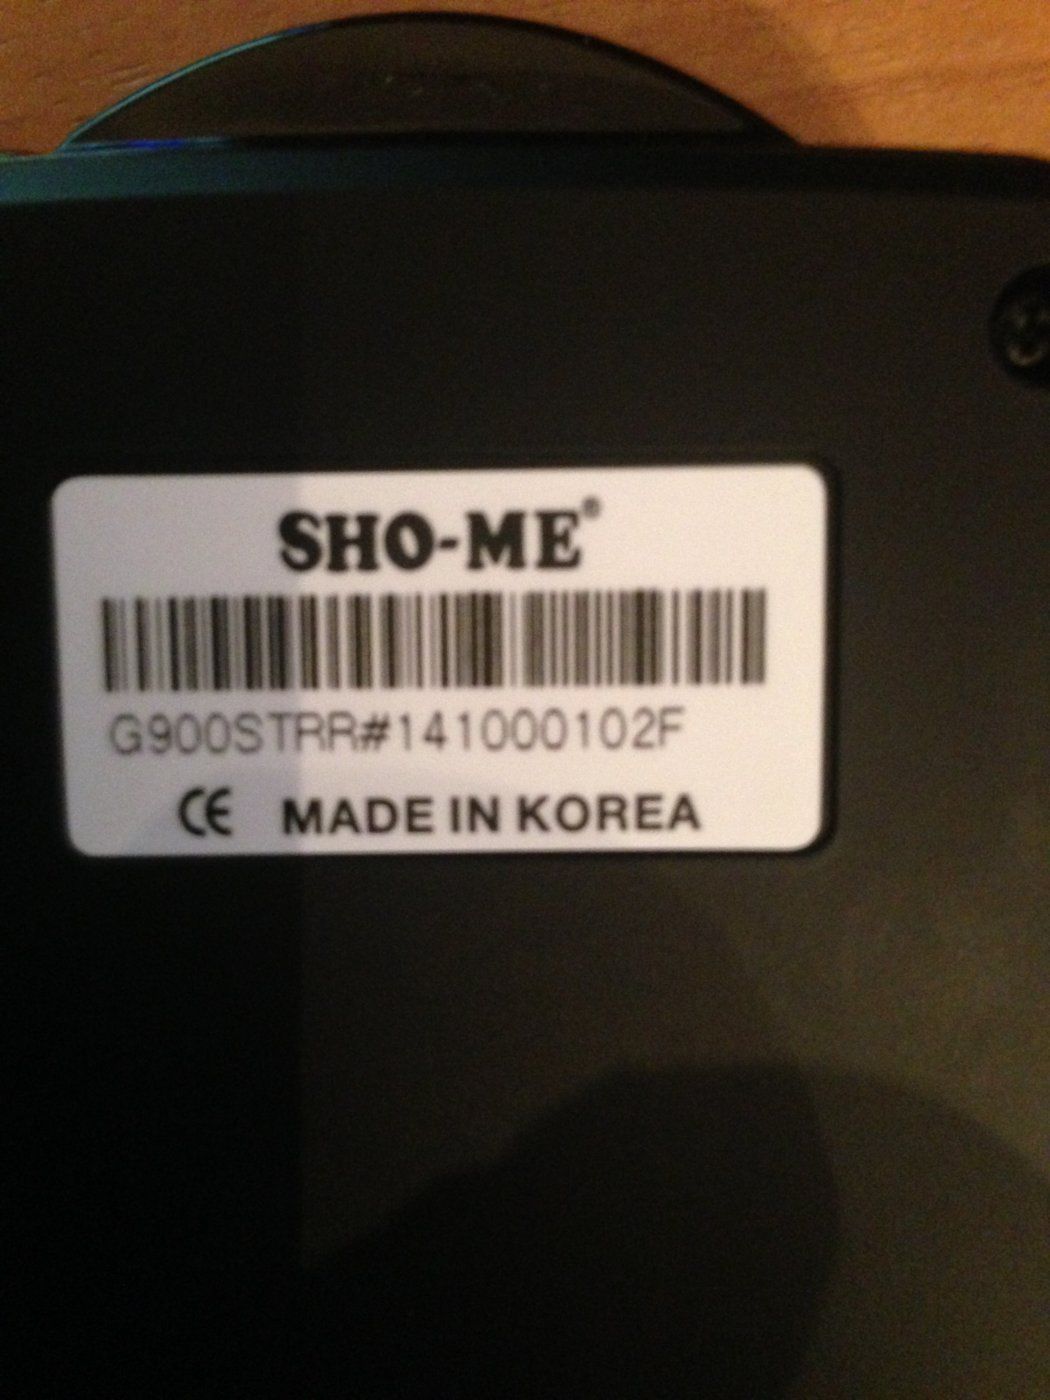 SHO-ME®
G900STRR#141000102F
CE MADE IN KOREA